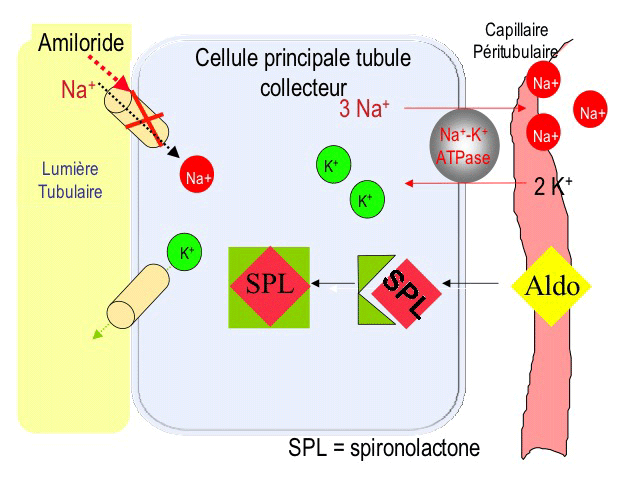 Capillaire
Péritubulaire
Amiloride
Cellule principale tubule
collecteur
Na⁺
3 Na⁺
Na+
Na+
Na+
Na⁺-K⁺
ATPase
Lumière
Tubulaire
Na+
K⁺
K⁺
2 K⁺
K⁺
SPL
SPL
Aldo
SPL = spironolactone